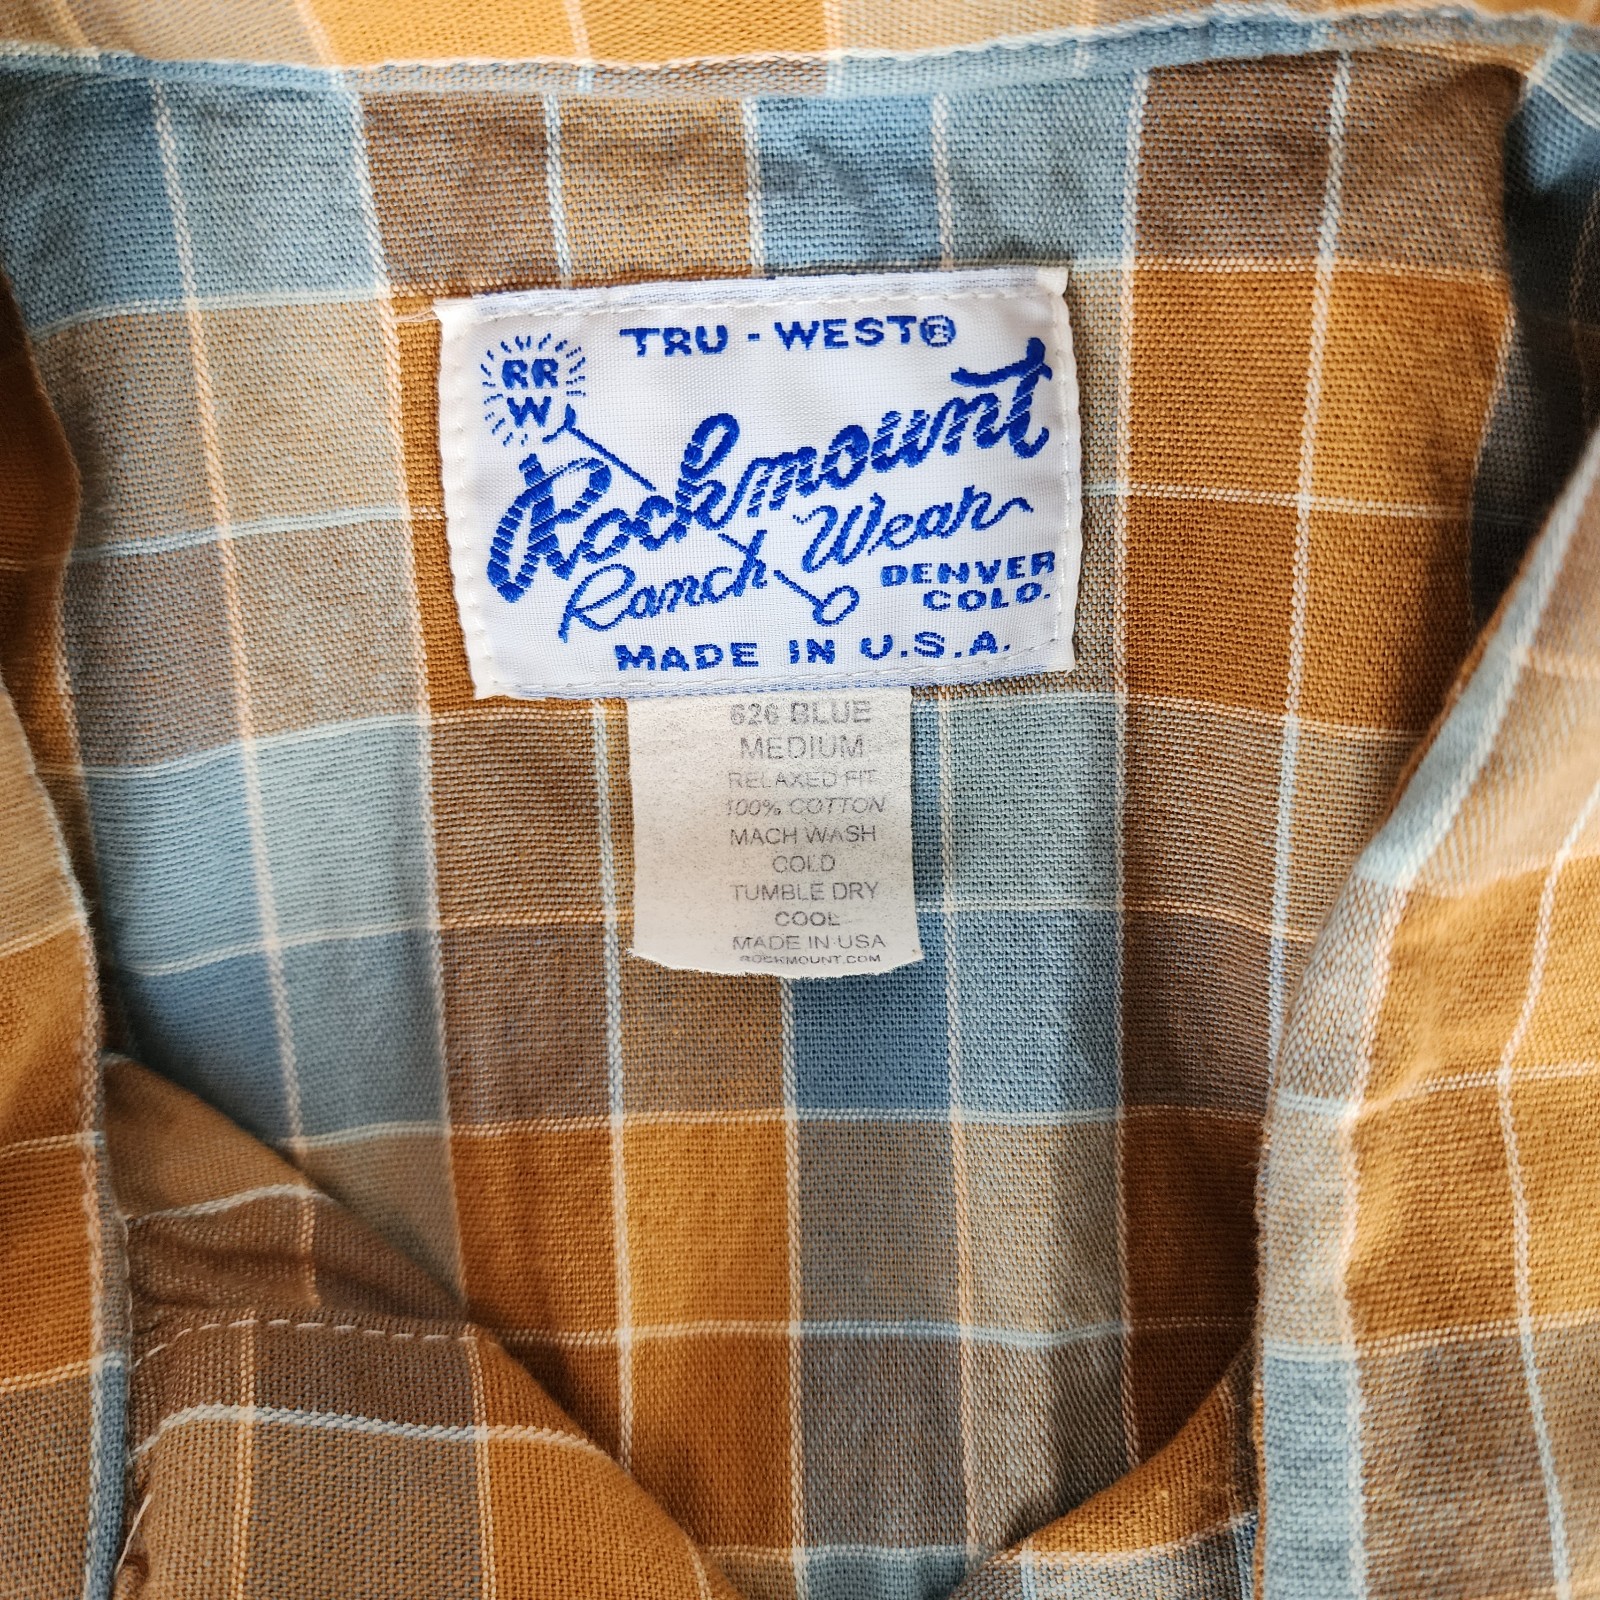 TRU - WEST®
RR
W
Rockmount
Ranch Wear
DENVER
COLO.
MADE IN U.S.A.
626 BLUE
MEDIUM
RELAXED FIT
100% COTTON
MACH WASH
COLD
TUMBLE DRY
COOL
MADE IN USA
ROCKMOUNT.COM